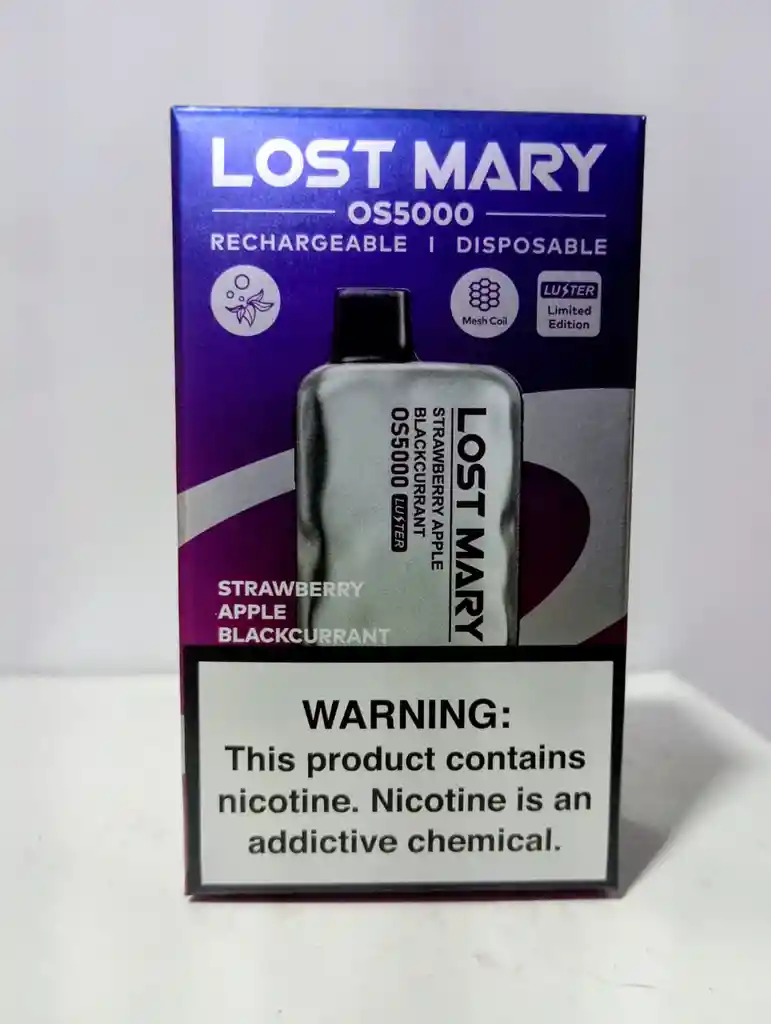 LOST MARY
OS5000
RECHARGEABLE | DISPOSABLE
Mesh Coil
LUSTER
Limited
Edition
LOST MARY
STRAWBERRY APPLE
BLACKCURRANT
OS5000 LUSTER
STRAWBERRY
APPLE
BLACKCURRANT
WARNING:
This product contains
nicotine. Nicotine is an
addictive chemical.